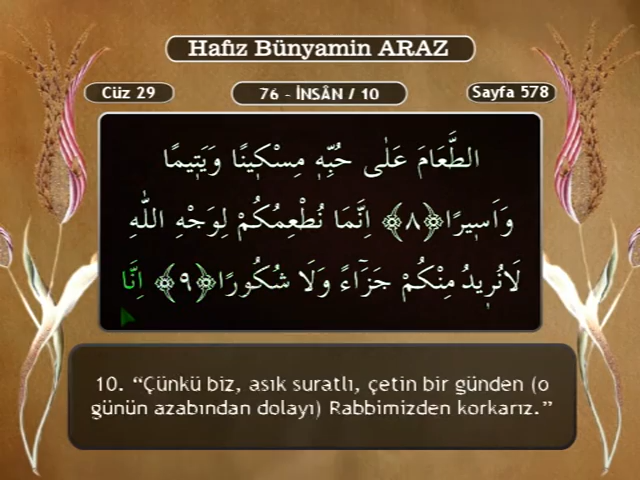 Hafız Bünyamin ARAZ
Cüz 29
76 - İNSÂN / 10
Sayfa 578
الطَّعَامَ عَلٰى حُبِّهٖ مِسْكٖينًا وَيَتٖيمًا
وَاَسٖيرًا﴿٨﴾ اِنَّمَا نُطْعِمُكُمْ لِوَجْهِ اللّٰهِ
لَانُرٖيدُ مِنْكُمْ جَزَٓاءً وَلَا شُكُورًا﴿٩﴾ اِنَّا
10. “Çünkü biz, asık suratlı, çetin bir günden (o
günün azabından dolayı) Rabbimizden korkarız.”